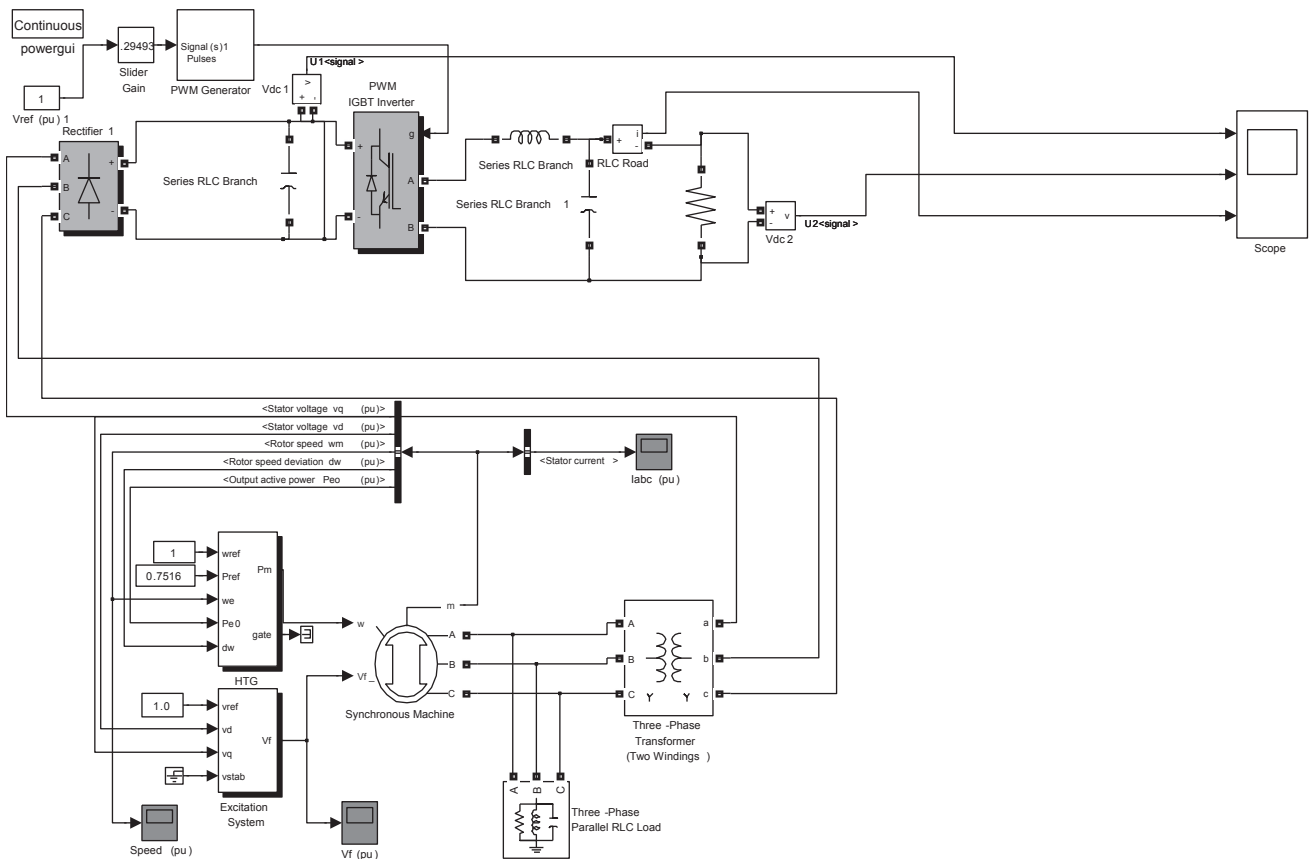 Continuous
powergui
.29493
Slider
Gain
Signal(s)1
Pulses
PWM Generator
1
Vref (pu) 1
U1<signal>
Vdc 1
>
+ -
PWM
IGBT Inverter
g
+
-
A
B
Rectifier 1
A
B
C
+
-
Series RLC Branch
Series RLC Branch
Series RLC Branch 1
+
i
-
RLC Road
+
-
v
Vdc 2
U2<signal >
Scope
<Stator voltage vq (pu)>
<Stator voltage vd (pu)>
<Rotor speed wm (pu)>
<Rotor speed deviation dw (pu)>
<Output active power Peo (pu)>
<Stator current >
Iabc (pu)
1
0.7516
wref
Pref
we
Pe0
dw
Pm
gate
HTG
1.0
vref
vd
vq
vstab
Vf
Excitation
System
Speed (pu)
Vf (pu)
w
Vf_
m
A
B
C
Synchronous Machine
A
B
C
a
b
c
Y Y
Three -Phase
Transformer
(Two Windings )
A
B
C
Three -Phase
Parallel RLC Load